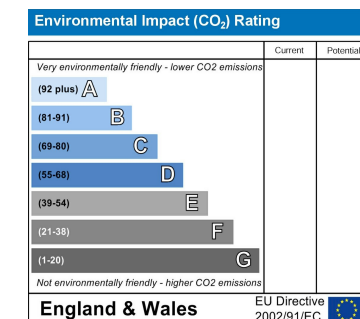 Environmental Impact (CO₂) Rating
Current Potential
Very environmentally friendly - lower CO2 emissions
(92 plus) A
(81-91) B
(69-80) C
(55-68) D
(39-54) E
(21-38) F
(1-20) G
Not environmentally friendly - higher CO2 emissions
England & Wales
EU Directive
2002/91/EC